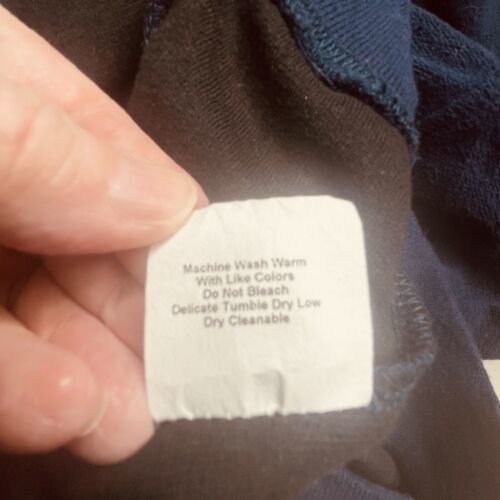 Machine Wash Warm
With Like Colors
Do Not Bleach
Delicate Tumble Dry Low
Dry Cleanable